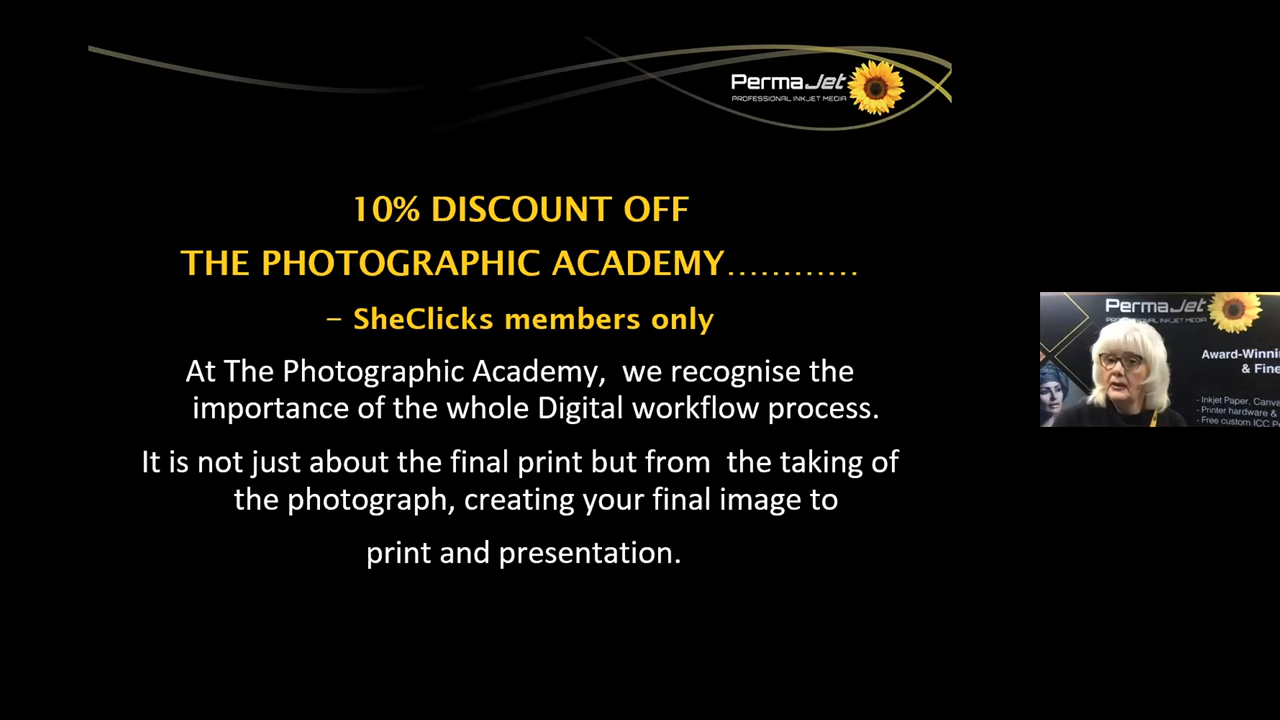 PermaJet
PROFESSIONAL INKJET MEDIA
10% DISCOUNT OFF
THE PHOTOGRAPHIC ACADEMY............
– SheClicks members only
At The Photographic Academy,  we recognise the
importance of the whole Digital workflow process.
It is not just about the final print but from  the taking of
the photograph, creating your final image to
print and presentation.
PermaJet
INKJET MEDIA
& Fine
- Inkjet Paper,
- Printer hardware &
- Free custom ICC